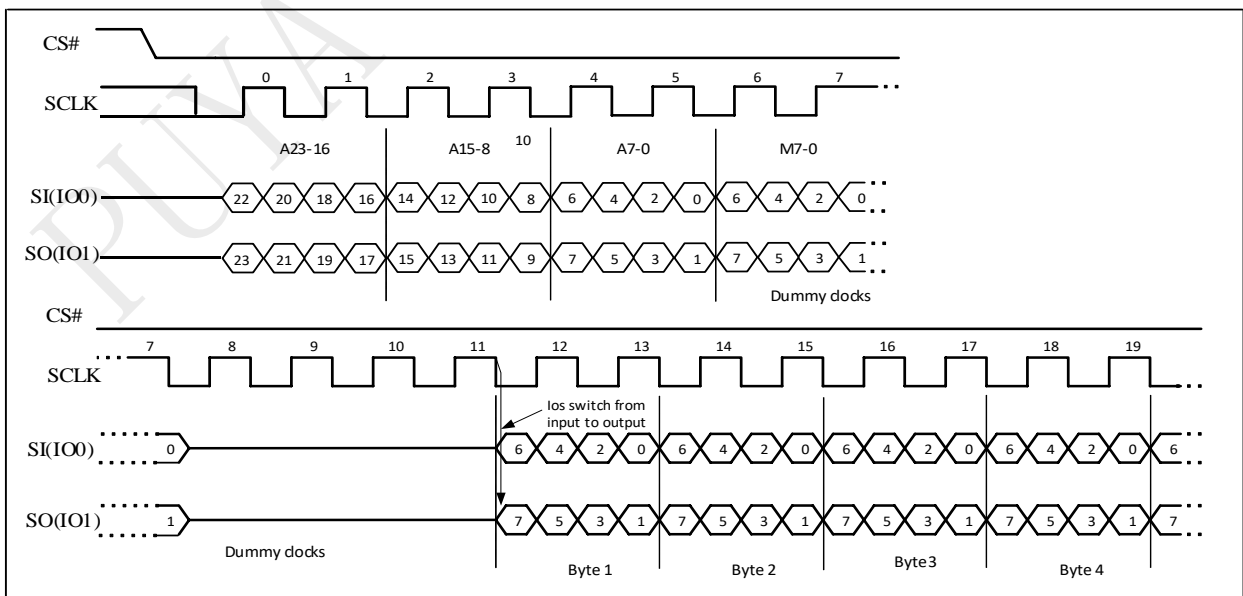 PUYA
CS#
0 1 2 3 4 5 6 7
SCLK
A23-16 A15-8 10 A7-0 M7-0
SI(IO0) 22 20 18 16 14 12 10 8 6 4 2 0 6 4 2 0
SO(IO1) 23 21 19 17 15 13 11 9 7 5 3 1 7 5 3 1
Dummy clocks
CS#
7 8 9 10 11 12 13 14 15 16 17 18 19
SCLK
Ios switch from
input to output
SI(IO0) 0 6 4 2 0 6 4 2 0 6 4 2 0 6 4 2 0 6
SO(IO1) 1 7 5 3 1 7 5 3 1 7 5 3 1 7 5 3 1 7
Dummy clocks
Byte 1 Byte 2 Byte 3 Byte 4